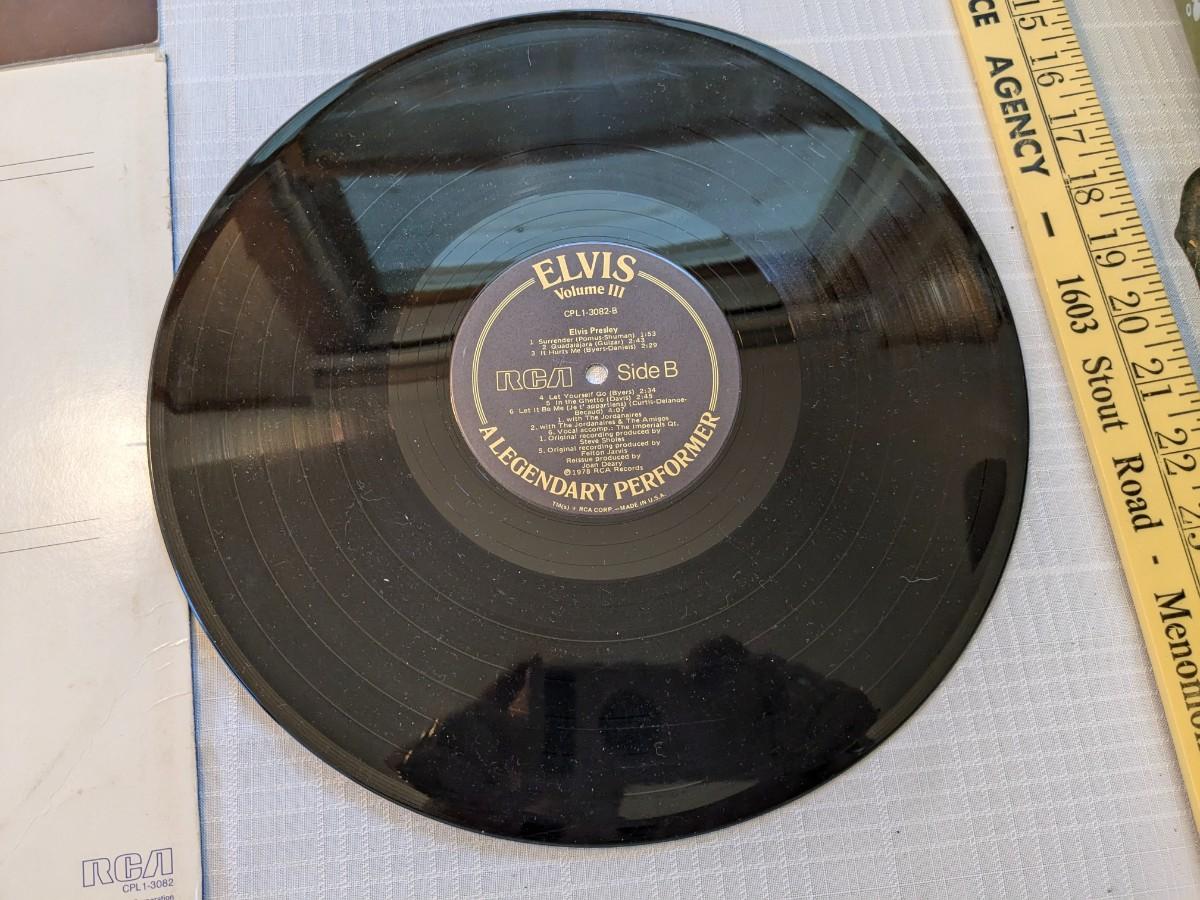 ELVIS
Volume III
CPL1-3082-B
Elvis Presley
1 Surrender (Pomus-Shuman) 1:53
2 Guadalajara (Guizar) 2:43
3 It Hurts Me (Byers-Daniels) 2:29
RCA Side B
4 Let Yourself Go (Byers) 2:34
5 In the Ghetto (Davis) 2:45
6 Let It Be Me (Je t' appartiens) (Curtis-Delanoe-
Becaud) 4:07
1. with The Jordanaires
2. with The Jordanaires & The Amigos
6. Vocal accomp.: The Imperials Qt.
1. Original recording produced by
Steve Sholes
5. Original recording produced by
Felton Jarvis
Reissue produced by
Joan Deary
©1978 RCA Records
A LEGENDARY PERFORMER
TM(s) ® RCA CORP.—MADE IN U.S.A.
RCA
CPL1-3082
AGENCY - 1603 Stout Road - Menomon
15 16 17 18 19 20 21 22 23